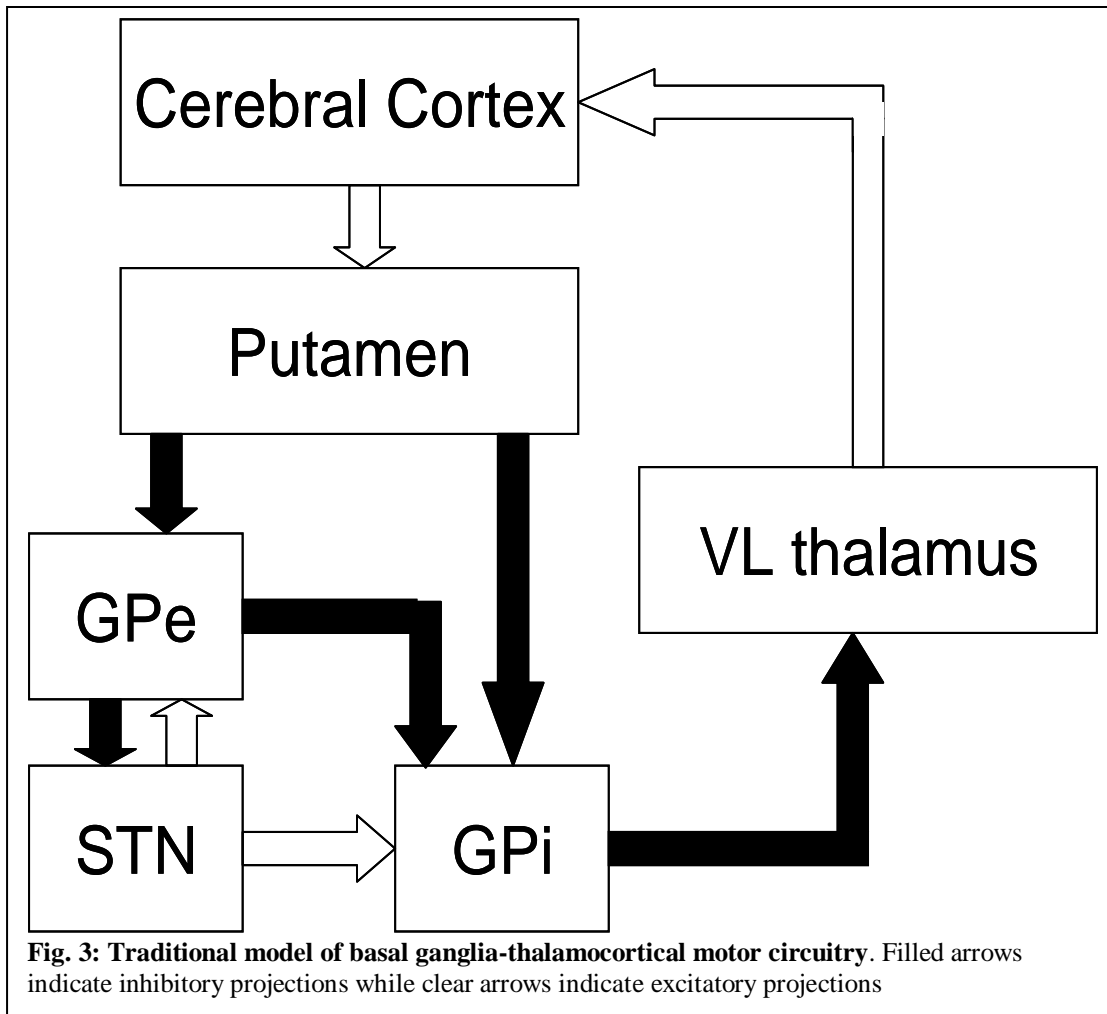 Cerebral Cortex
Putamen
VL thalamus
GPe
STN
GPi
Fig. 3: Traditional model of basal ganglia-thalamocortical motor circuitry. Filled arrows
indicate inhibitory projections while clear arrows indicate excitatory projections